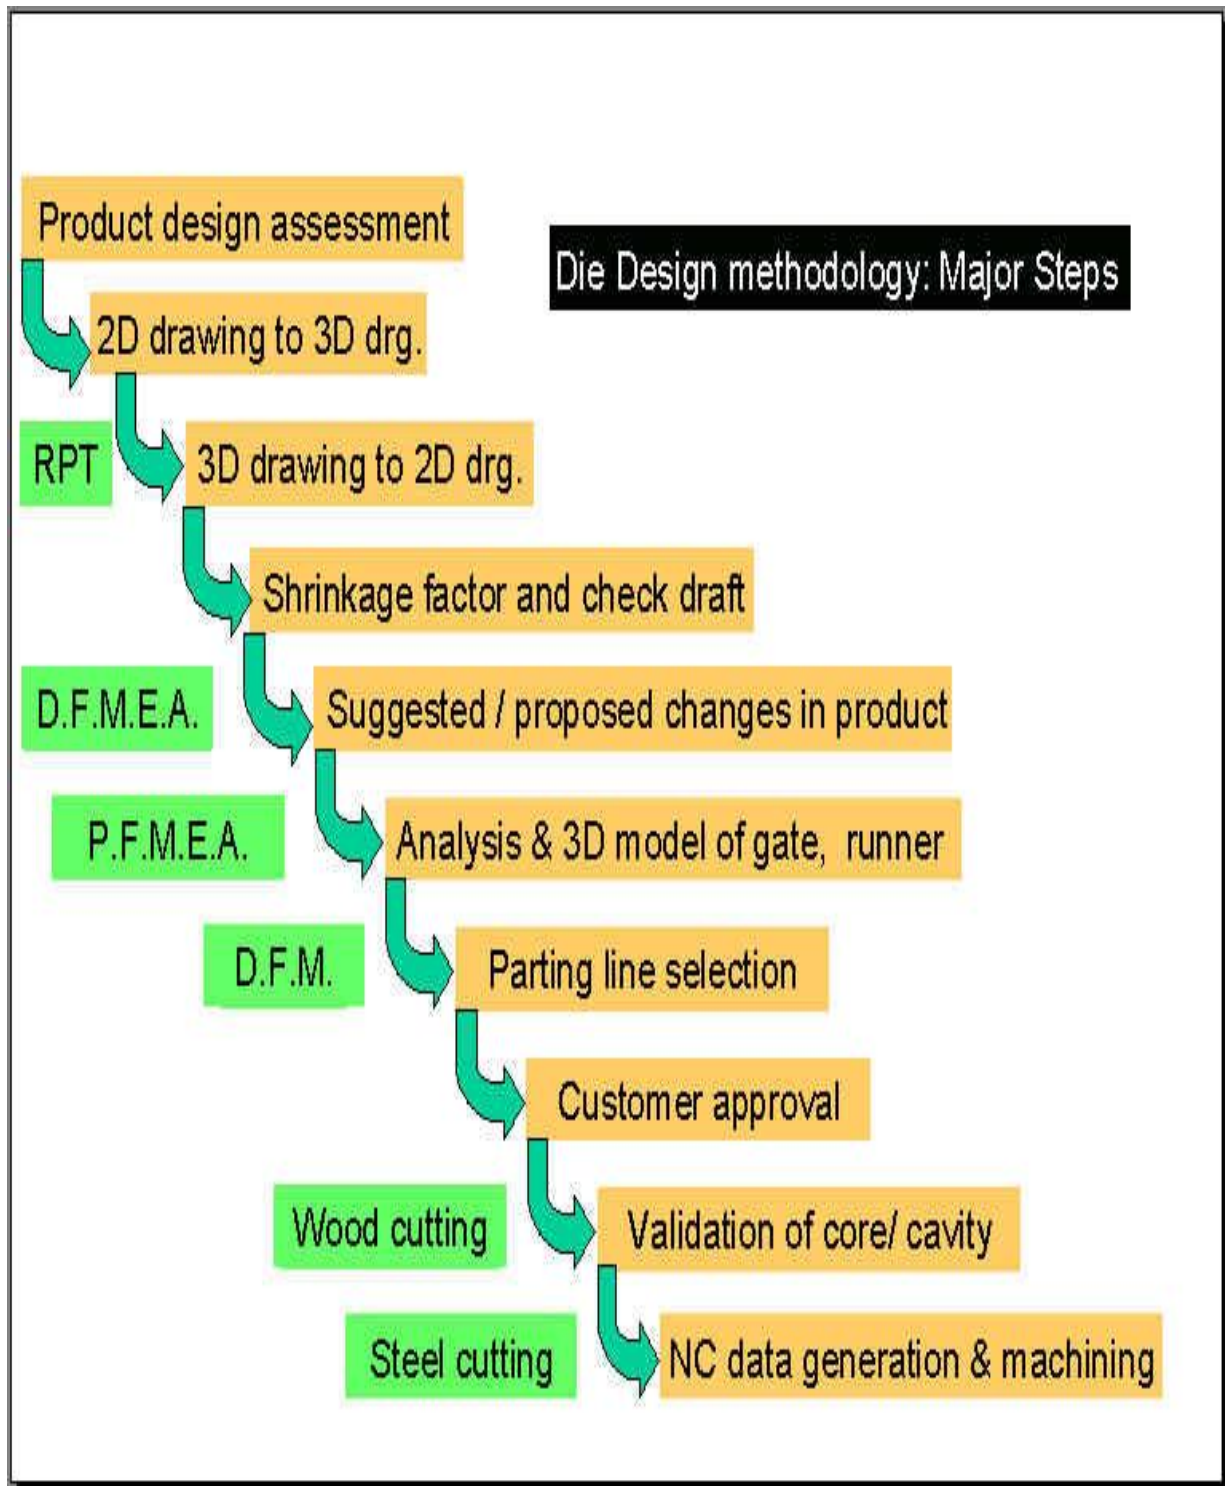 Product design assessment
Die Design methodology: Major Steps
2D drawing to 3D drg.
RPT
3D drawing to 2D drg.
Shrinkage factor and check draft
D.F.M.E.A.
Suggested / proposed changes in product
P.F.M.E.A.
Analysis & 3D model of gate, runner
D.F.M.
Parting line selection
Customer approval
Wood cutting
Validation of core/ cavity
Steel cutting
NC data generation & machining